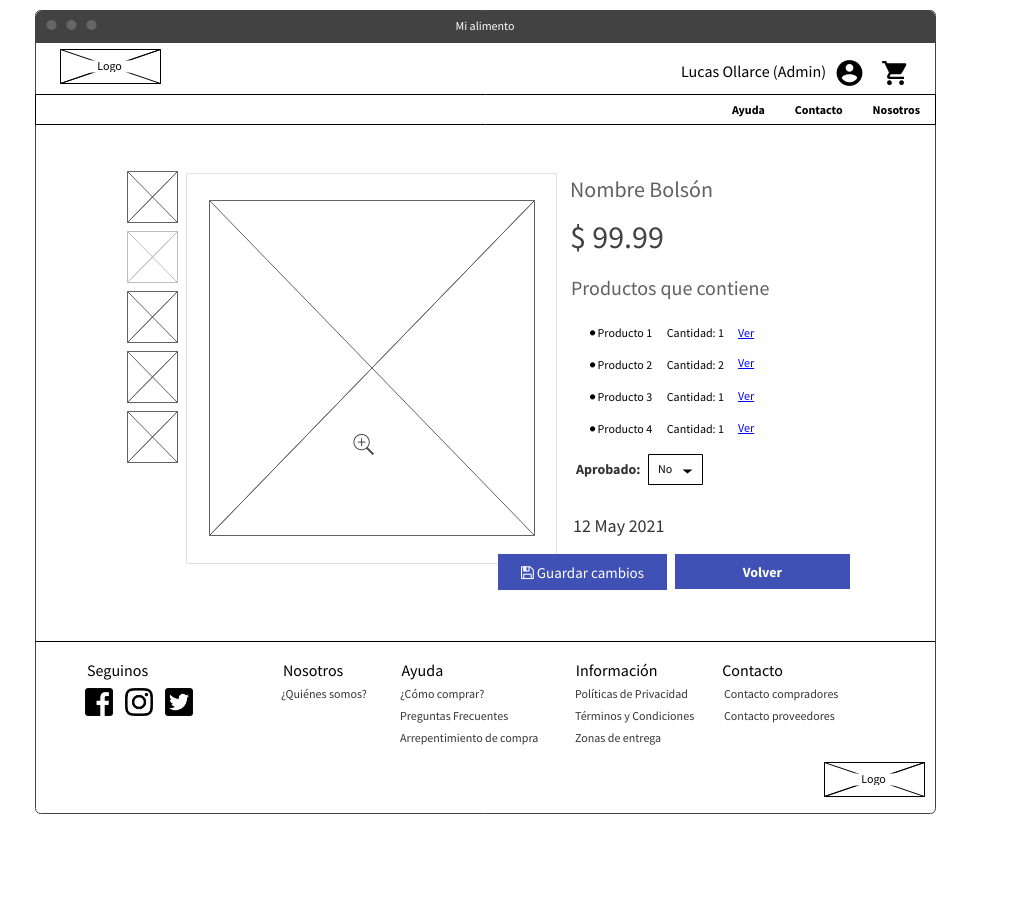 Mi alimento
Logo
Lucas Ollarce (Admin)
Ayuda Contacto Nosotros
Nombre Bolsón
$ 99.99
Productos que contiene
Producto 1 Cantidad: 1 Ver
Producto 2 Cantidad: 2 Ver
Producto 3 Cantidad: 1 Ver
Producto 4 Cantidad: 1 Ver
Aprobado: No
12 May 2021
Guardar cambios Volver
Seguinos Nosotros Ayuda Información Contacto
¿Quiénes somos? ¿Cómo comprar? Políticas de Privacidad Contacto compradores
Preguntas Frecuentes Términos y Condiciones Contacto proveedores
Arrepentimiento de compra Zonas de entrega
Logo